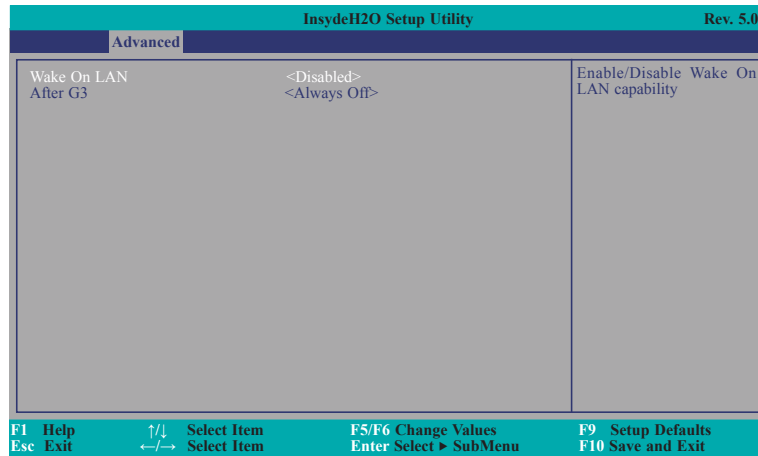 InsydeH2O Setup Utility Rev. 5.0
Advanced
Wake On LAN <Disabled>
After G3 <Always Off>
Enable/Disable Wake On
LAN capability
F1 Help ↑/↓ Select Item F5/F6 Change Values F9 Setup Defaults
Esc Exit ←/→ Select Item Enter Select ▶ SubMenu F10 Save and Exit